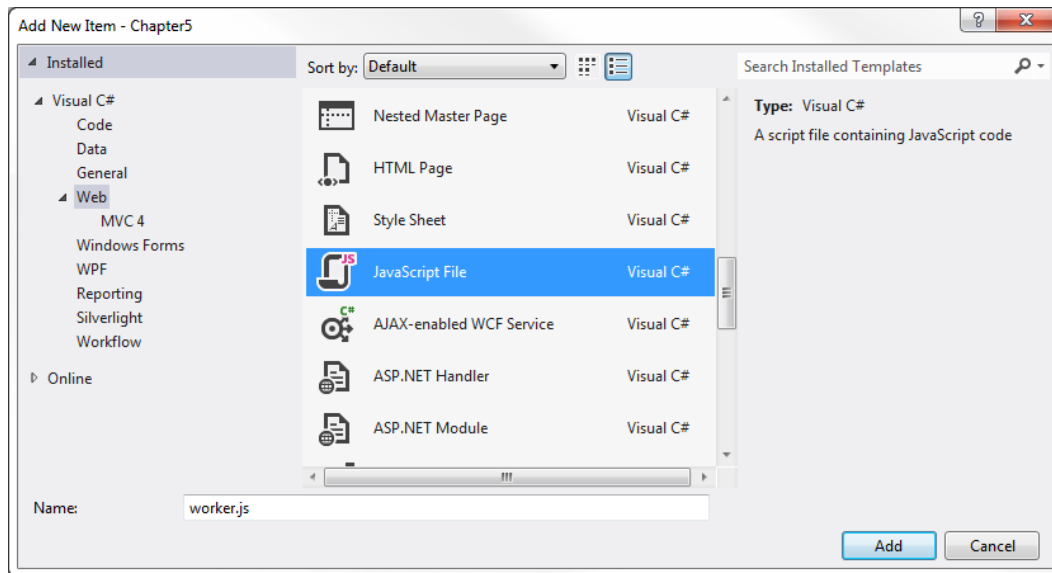 Add New Item - Chapter5
Installed
Visual C#
Code
Data
General
Web
MVC 4
Windows Forms
WPF
Reporting
Silverlight
Workflow
Online
Sort by: Default
Nested Master Page Visual C#
HTML Page Visual C#
Style Sheet Visual C#
JS
JavaScript File Visual C#
C#
AJAX-enabled WCF Service Visual C#
ASP.NET Handler Visual C#
ASP.NET Module Visual C#
Search Installed Templates
Type: Visual C#
A script file containing JavaScript code
Name: worker.js
Add Cancel